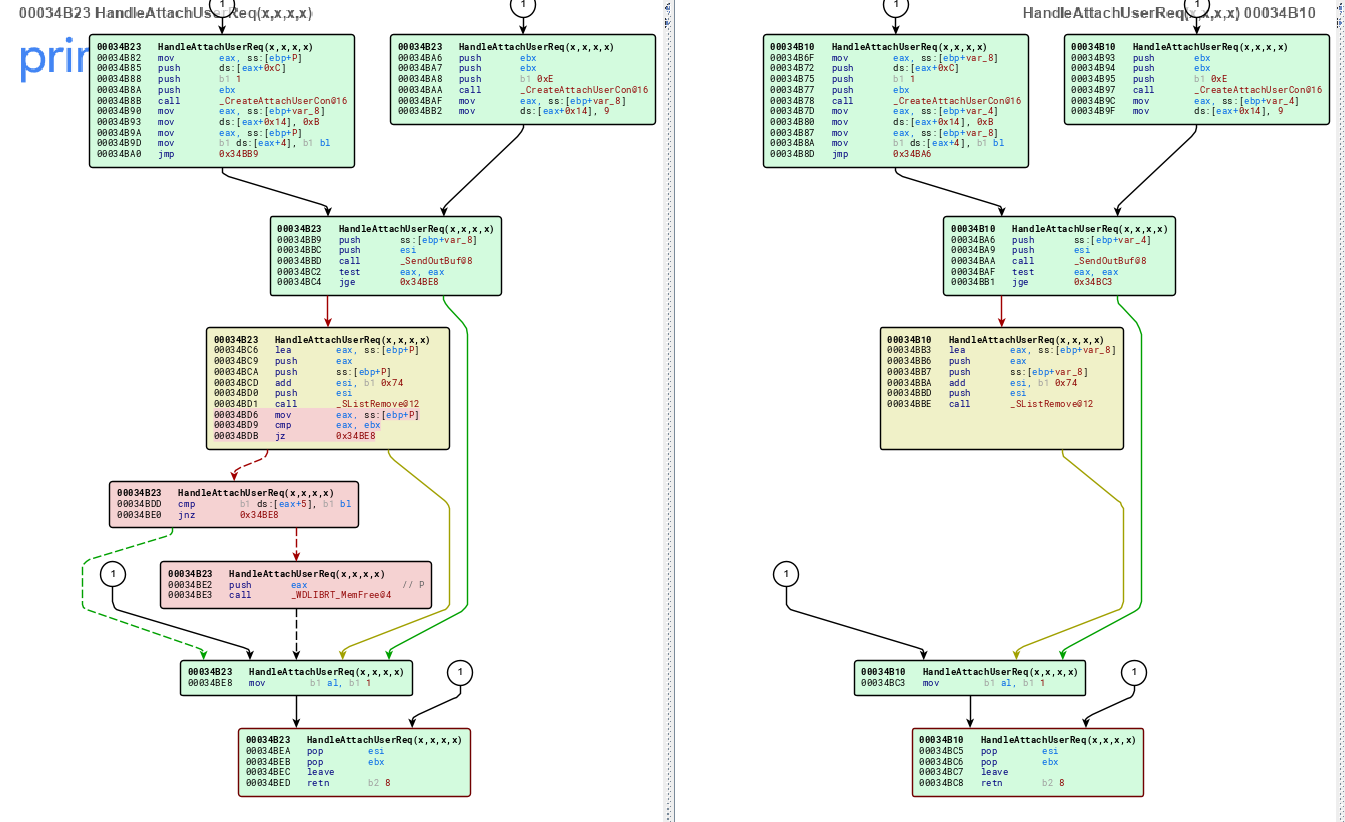 00034B23 HandleAttachUserReq(x,x,x,x)
prir
1
1
00034B23 HandleAttachUserReq(x,x,x,x)
00034B82 mov eax, ss:[ebp+P]
00034B85 push ds:[eax+0xC]
00034B88 push b1 1
00034B8A push ebx
00034B8B call _CreateAttachUserCon@16
00034B90 mov eax, ss:[ebp+var_8]
00034B93 mov ds:[eax+0x14], 0xB
00034B9A mov eax, ss:[ebp+P]
00034B9D mov b1 ds:[eax+4], b1 bl
00034BA0 jmp 0x34BB9
00034B23 HandleAttachUserReq(x,x,x,x)
00034BA6 push ebx
00034BA7 push ebx
00034BA8 push b1 0xE
00034BAA call _CreateAttachUserCon@16
00034BAF mov eax, ss:[ebp+var_8]
00034BB2 mov ds:[eax+0x14], 9
00034B23 HandleAttachUserReq(x,x,x,x)
00034BB9 push ss:[ebp+var_8]
00034BBC push esi
00034BBD call _SendOutBuf@8
00034BC2 test eax, eax
00034BC4 jge 0x34BE8
00034B23 HandleAttachUserReq(x,x,x,x)
00034BC6 lea eax, ss:[ebp+P]
00034BC9 push eax
00034BCA push ss:[ebp+P]
00034BCD add esi, b1 0x74
00034BD0 push esi
00034BD1 call _SListRemove@12
00034BD6 mov eax, ss:[ebp+P]
00034BD9 cmp eax, ebx
00034BDB jz 0x34BE8
00034B23 HandleAttachUserReq(x,x,x,x)
00034BDD cmp b1 ds:[eax+5], b1 bl
00034BE0 jnz 0x34BE8
1
00034B23 HandleAttachUserReq(x,x,x,x)
00034BE2 push eax // P
00034BE3 call _WDLIBRT_MemFree@4
00034B23 HandleAttachUserReq(x,x,x,x)
00034BE8 mov b1 al, b1 1
1
00034B23 HandleAttachUserReq(x,x,x,x)
00034BEA pop esi
00034BEB pop ebx
00034BEC leave
00034BED retn b2 8
HandleAttachUserReq(x,x,x,x) 00034B10
1
1
00034B10 HandleAttachUserReq(x,x,x,x)
00034B6F mov eax, ss:[ebp+var_8]
00034B72 push ds:[eax+0xC]
00034B75 push b1 1
00034B77 push ebx
00034B78 call _CreateAttachUserCon@16
00034B7D mov eax, ss:[ebp+var_4]
00034B80 mov ds:[eax+0x14], 0xB
00034B87 mov eax, ss:[ebp+var_8]
00034B8A mov b1 ds:[eax+4], b1 bl
00034B8D jmp 0x34BA6
00034B10 HandleAttachUserReq(x,x,x,x)
00034B93 push ebx
00034B94 push ebx
00034B95 push b1 0xE
00034B97 call _CreateAttachUserCon@16
00034B9C mov eax, ss:[ebp+var_4]
00034B9F mov ds:[eax+0x14], 9
00034B10 HandleAttachUserReq(x,x,x,x)
00034BA6 push ss:[ebp+var_4]
00034BA9 push esi
00034BAA call _SendOutBuf@8
00034BAF test eax, eax
00034BB1 jge 0x34BC3
00034B10 HandleAttachUserReq(x,x,x,x)
00034BB3 lea eax, ss:[ebp+var_8]
00034BB6 push eax
00034BB7 push ss:[ebp+var_8]
00034BBA add esi, b1 0x74
00034BBD push esi
00034BBE call _SListRemove@12
1
00034B10 HandleAttachUserReq(x,x,x,x)
00034BC3 mov b1 al, b1 1
1
00034B10 HandleAttachUserReq(x,x,x,x)
00034BC5 pop esi
00034BC6 pop ebx
00034BC7 leave
00034BC8 retn b2 8